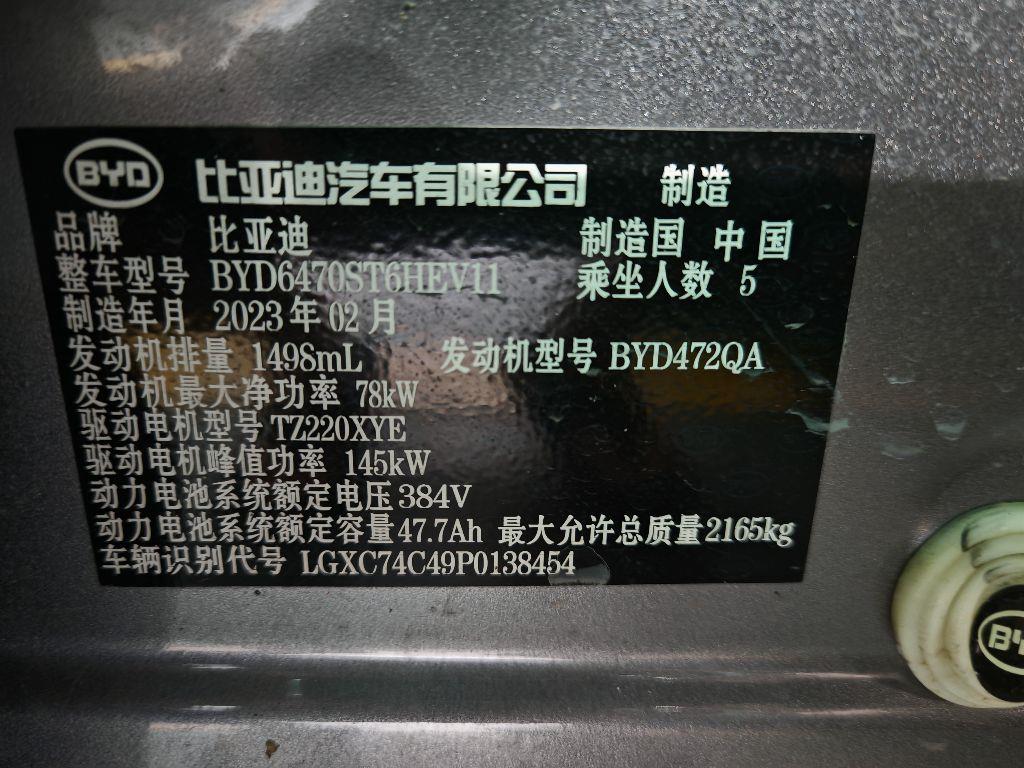 BYD 比亚迪汽车有限公司 制造
品牌 比亚迪 制造国 中国
整车型号 BYD6470ST6HEV11 乘坐人数 5
制造年月 2023年02月
发动机排量 1498mL 发动机型号 BYD472QA
发动机最大净功率 78kW
驱动电机型号 TZ220XYE
驱动电机峰值功率 145kW
动力电池系统额定电压 384V
动力电池系统额定容量 47.7Ah 最大允许总质量 2165kg
车辆识别代号 LGXC74C49P0138454
BY